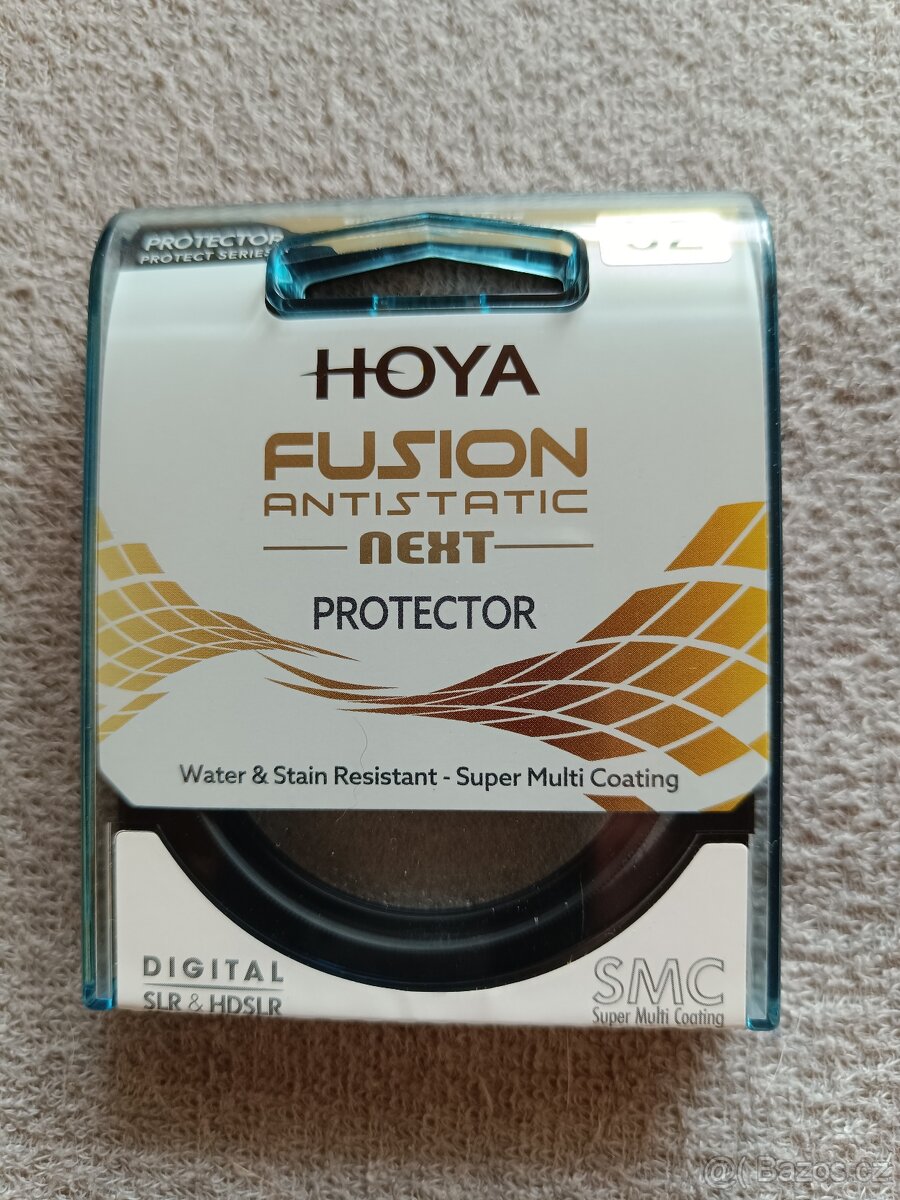 PROTECTOR
PROTECT SERIES
HOYA
FUSION
ANTISTATIC
NEXT
PROTECTOR
Water & Stain Resistant - Super Multi Coating
DIGITAL
SLR & HDSLR
SMC
Super Multi Coating
@( Bazos.cz